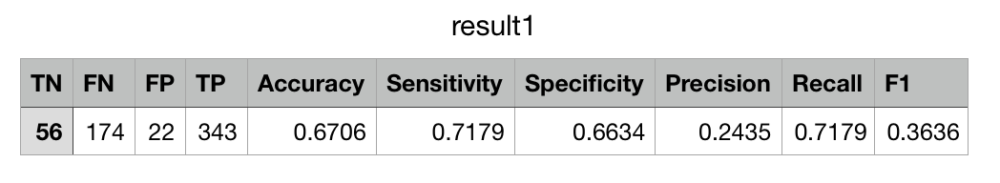 result1
TN FN FP TP Accuracy Sensitivity Specificity Precision Recall F1
56 174 22 343 0.6706 0.7179 0.6634 0.2435 0.7179 0.3636